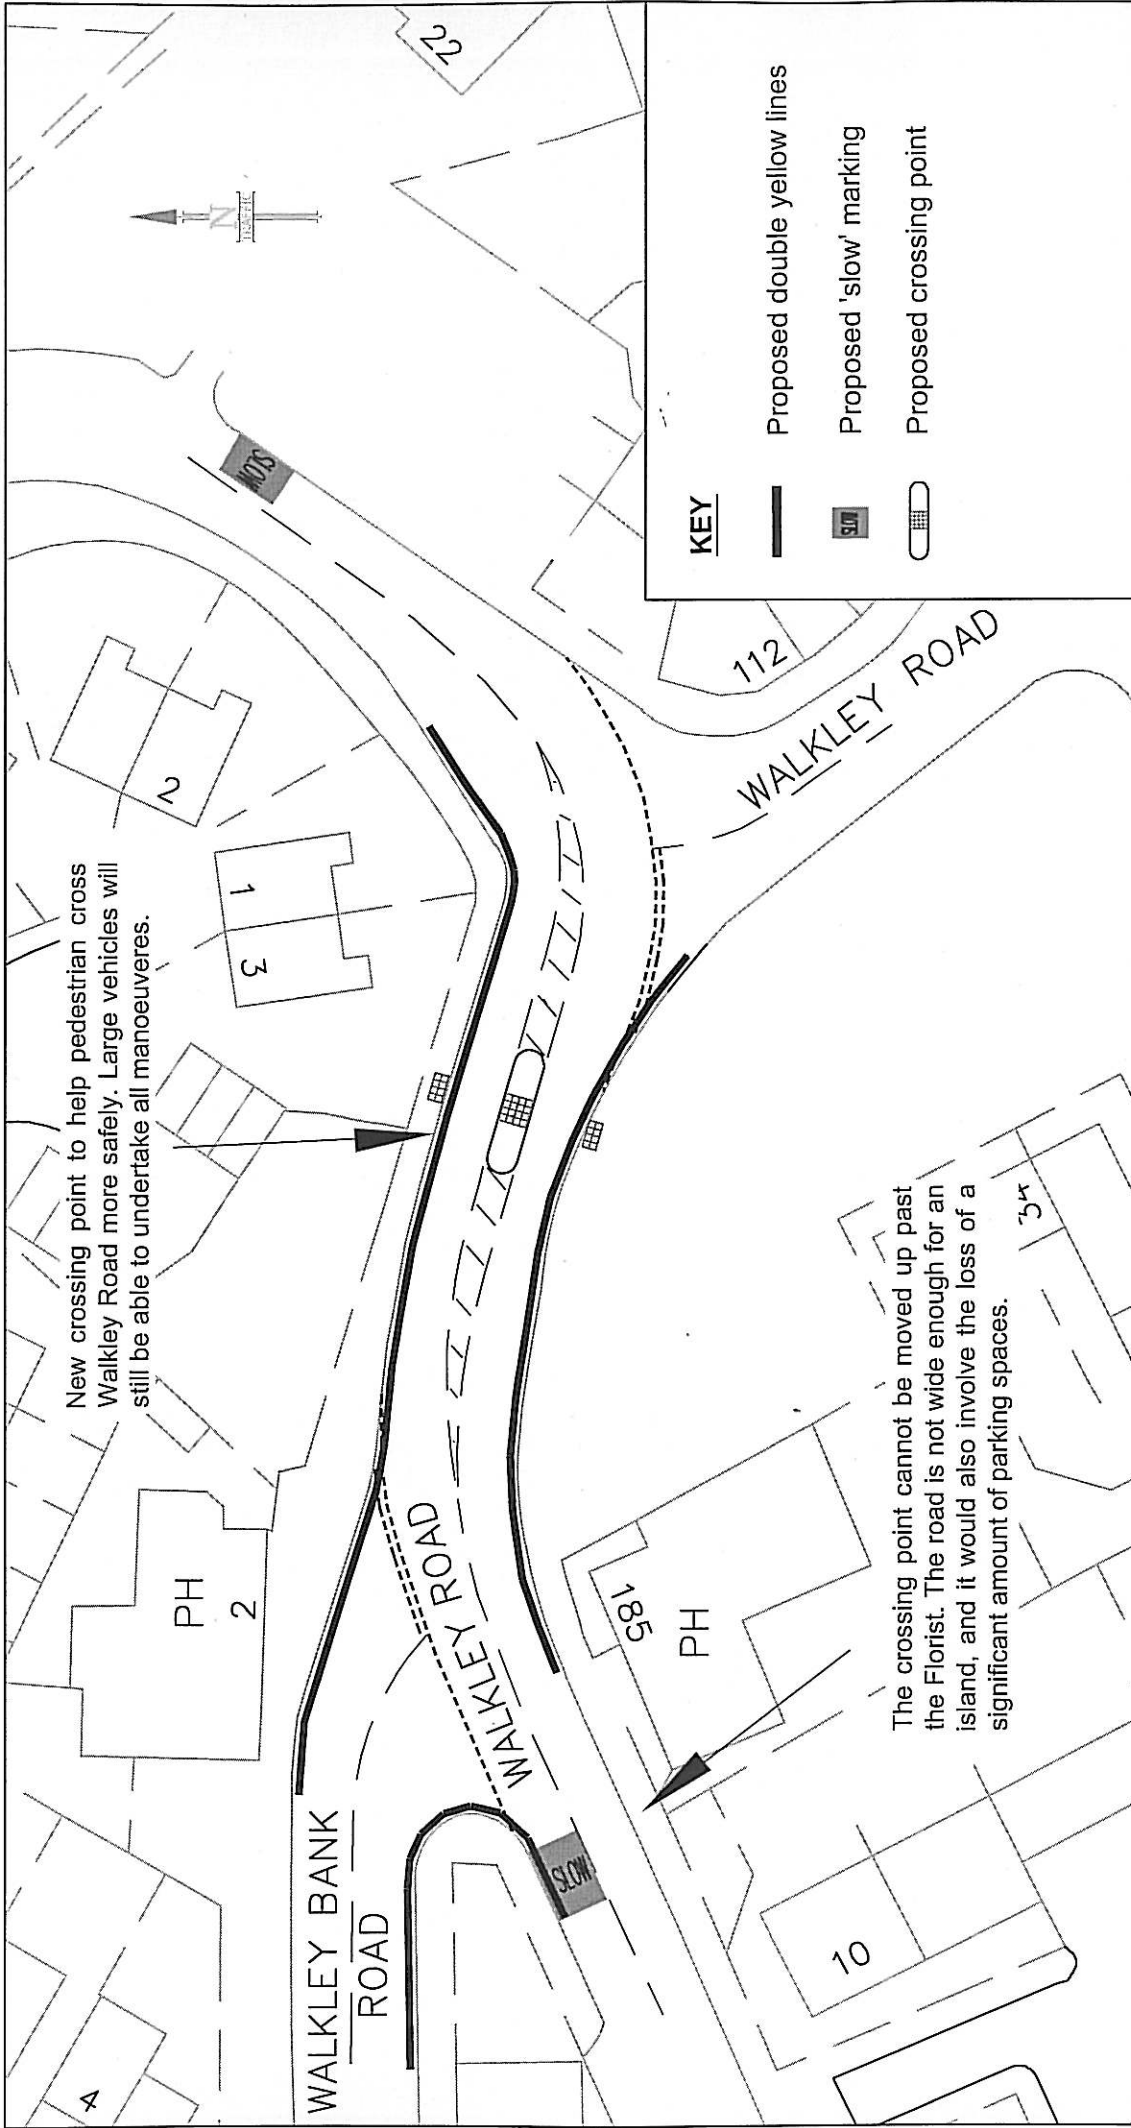 New crossing point to help pedestrian cross
Walkley Road more safely. Large vehicles will
still be able to undertake all manoeuveres.
PH
2
3
1
2
22
4
N
TRAFFIC
SLOW
WALKLEY BANK
ROAD
WALKLEY ROAD
WALKLEY ROAD
112
SLOW
185
PH
10
34
The crossing point cannot be moved up past
the Florist. The road is not wide enough for an
island, and it would also involve the loss of a
significant amount of parking spaces.
KEY
Proposed double yellow lines
SLOW
Proposed 'slow' marking
Proposed crossing point